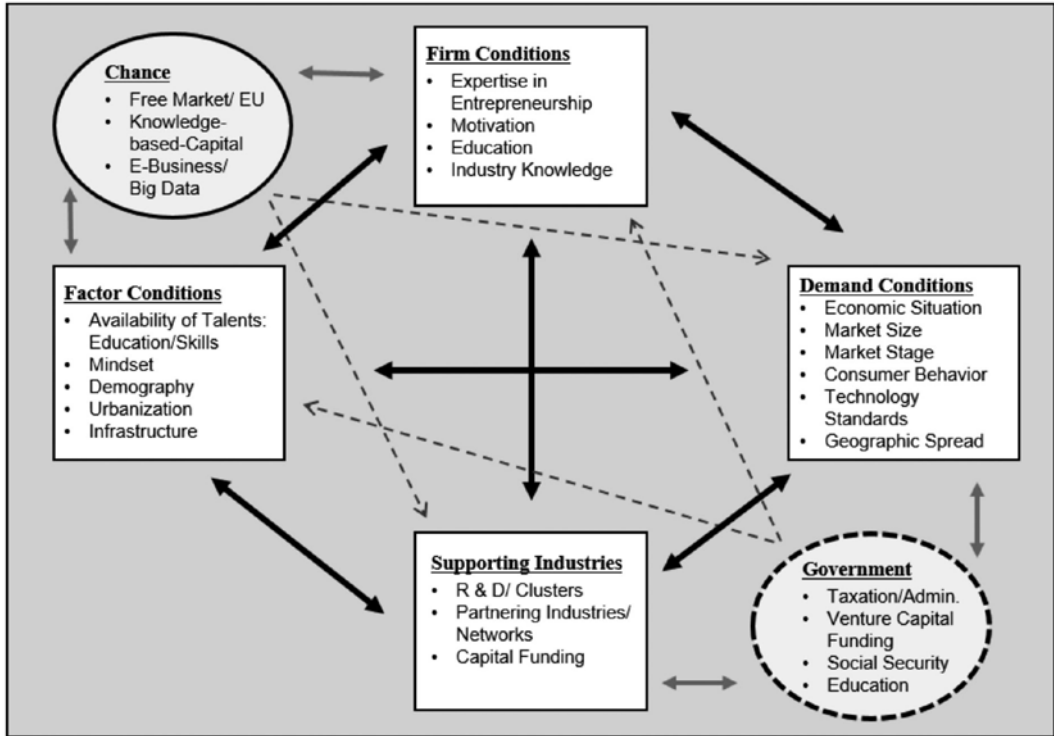 Chance
• Free Market/ EU
• Knowledge-
based-Capital
• E-Business/
Big Data
Firm Conditions
• Expertise in
Entrepreneurship
• Motivation
• Education
• Industry Knowledge
Factor Conditions
• Availability of Talents:
Education/Skills
• Mindset
• Demography
• Urbanization
• Infrastructure
Demand Conditions
• Economic Situation
• Market Size
• Market Stage
• Consumer Behavior
• Technology
Standards
• Geographic Spread
Supporting Industries
• R & D/ Clusters
• Partnering Industries/
Networks
• Capital Funding
Government
• Taxation/Admin.
• Venture Capital
Funding
• Social Security
• Education